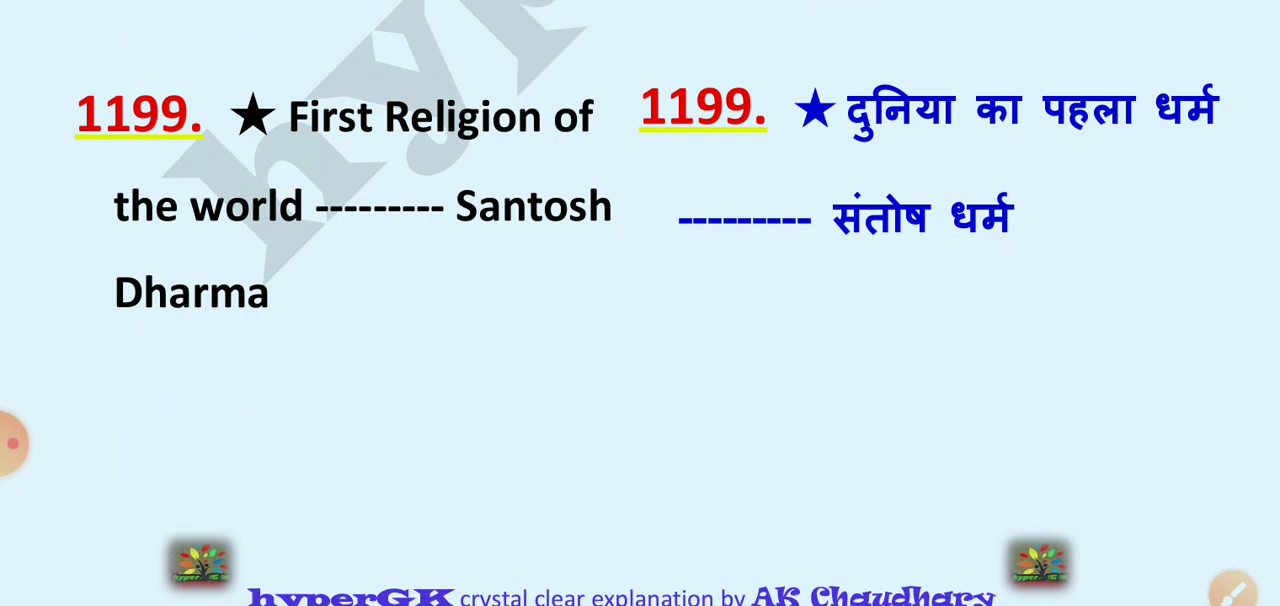 1199. ★ First Religion of
the world --------- Santosh
Dharma
1199. ★ दुनिया का पहला धर्म
--------- संतोष धर्म
hyperGK crystal clear explanation by AK Chaudhary